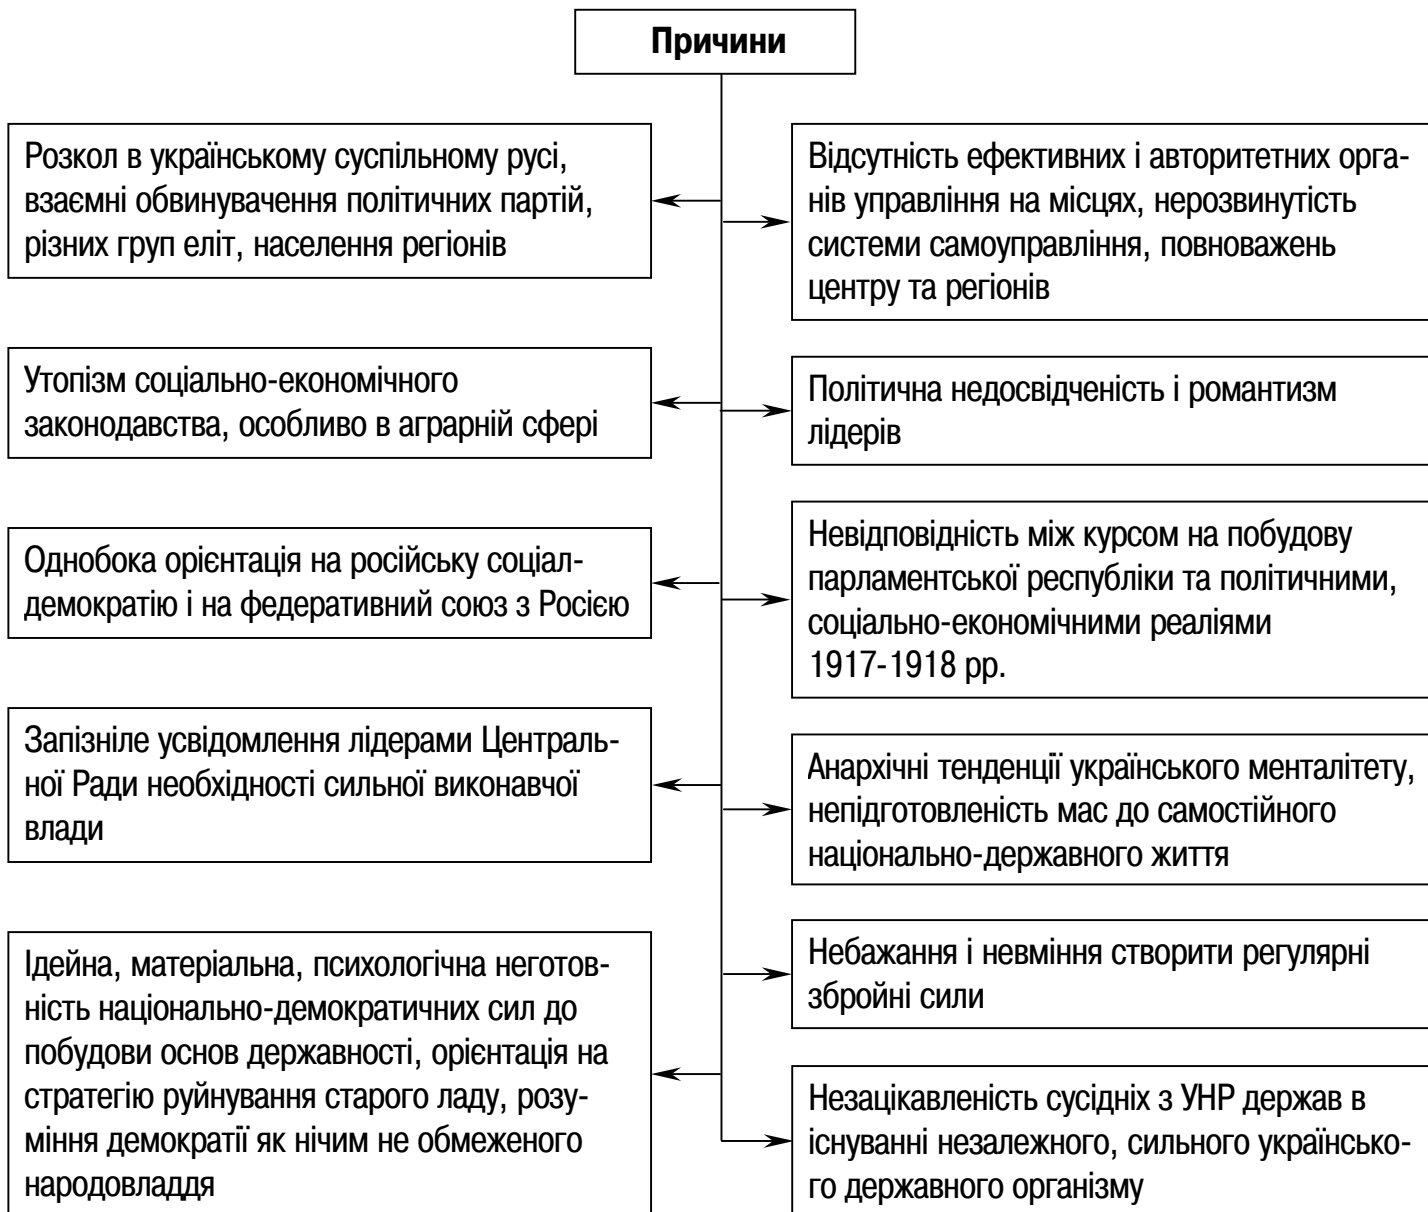 Причини
Розкол в українському суспільному русі,
взаємні обвинувачення політичних партій,
різних груп еліт, населення регіонів
Утопізм соціально-економічного
законодавства, особливо в аграрній сфері
Однобока орієнтація на російську соціал-
демократію і на федеративний союз з Росією
Запізніле усвідомлення лідерами Централь-
ної Ради необхідності сильної виконавчої
влади
Ідейна, матеріальна, психологічна неготов-
ність національно-демократичних сил до
побудови основ державності, орієнтація на
стратегію руйнування старого ладу, розу-
міння демократії як нічим не обмеженого
народовладдя
Відсутність ефективних і авторитетних орга-
нів управління на місцях, нерозвинутість
системи самоуправління, повноважень
центру та регіонів
Політична недосвідченість і романтизм
лідерів
Невідповідність між курсом на побудову
парламентської республіки та політичними,
соціально-економічними реаліями
1917-1918 рр.
Анархічні тенденції українського менталітету,
непідготовленість мас до самостійного
національно-державного життя
Небажання і невміння створити регулярні
збройні сили
Незацікавленість сусідніх з УНР держав в
існуванні незалежного, сильного українсько-
го державного організму